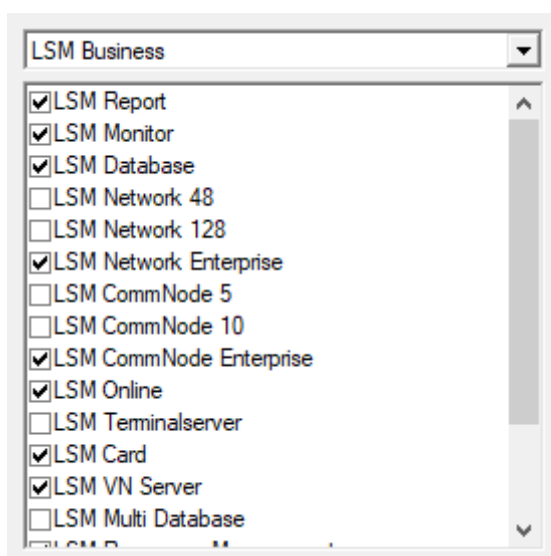 LSM Business
LSM Report
LSM Monitor
LSM Database
LSM Network 48
LSM Network 128
LSM Network Enterprise
LSM CommNode 5
LSM CommNode 10
LSM CommNode Enterprise
LSM Online
LSM Terminalserver
LSM Card
LSM VN Server
LSM Multi Database